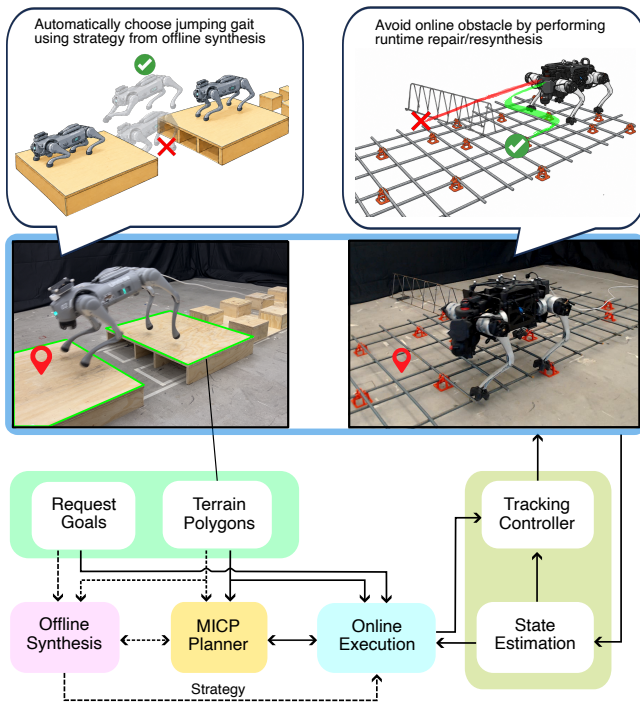 Automatically choose jumping gait
using strategy from offline synthesis
Avoid online obstacle by performing
runtime repair/resynthesis
Request
Goals
Terrain
Polygons
Tracking
Controller
Offline
Synthesis
MICP
Planner
Online
Execution
State
Estimation
Strategy